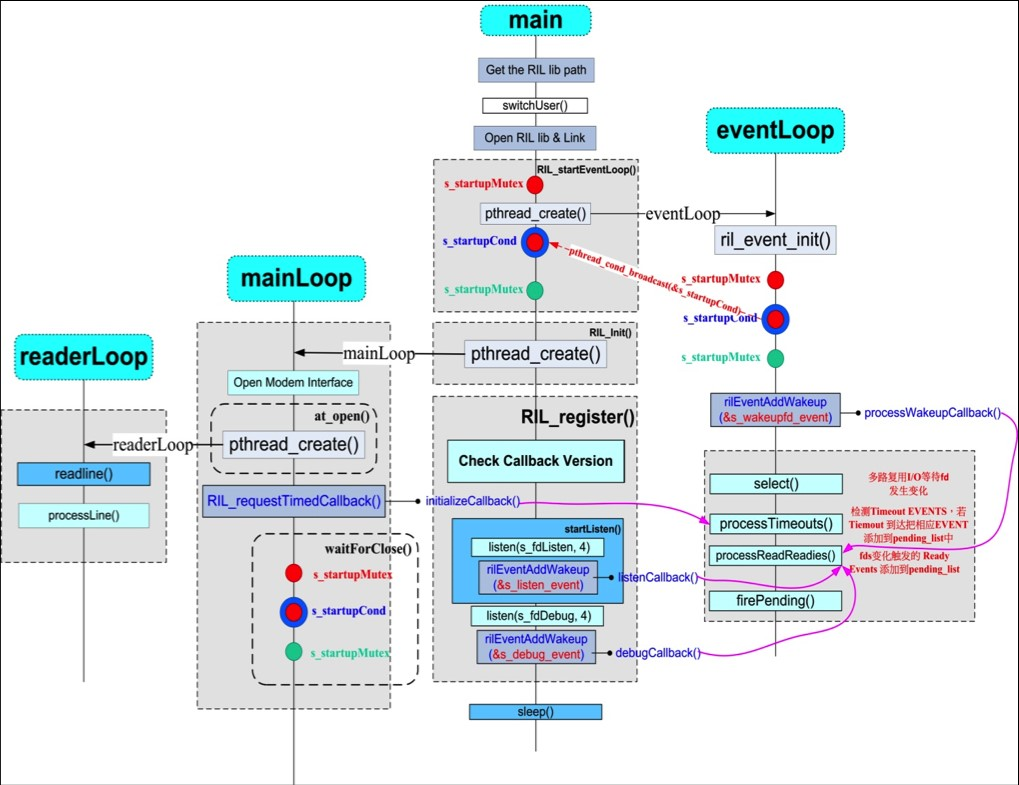 main
Get the RIL lib path
switchUser()
Open RIL lib & Link
RIL_startEventLoop()
s_startupMutex
pthread_create()
eventLoop
s_startupCond
pthread_cond_broadcast(&s_startupCond)
s_startupMutex
RIL_Init()
pthread_create()
mainLoop
RIL_register()
Check Callback Version
startListen()
listen(s_fdListen, 4)
rilEventAddWakeup
(&s_listen_event)
listenCallback()
listen(s_fdDebug, 4)
rilEventAddWakeup
(&s_debug_event)
debugCallback()
sleep()
eventLoop
ril_event_init()
s_startupMutex
s_startupCond
s_startupMutex
rilEventAddWakeup
(&s_wakeupfd_event)
processWakeupCallback()
select()
多路复用I/O等待fd
发生变化
processTimeouts()
检测Timeout EVENTS，若
Tiemout 到达把相应EVENT
添加到pending_list中
processReadReadies()
fds变化触发的 Ready
Events 添加到pending_list
firePending()
mainLoop
Open Modem Interface
at_open()
pthread_create()
readerLoop
RIL_requestTimedCallback()
initializeCallback()
waitForClose()
s_startupMutex
s_startupCond
s_startupMutex
readerLoop
readline()
processLine()